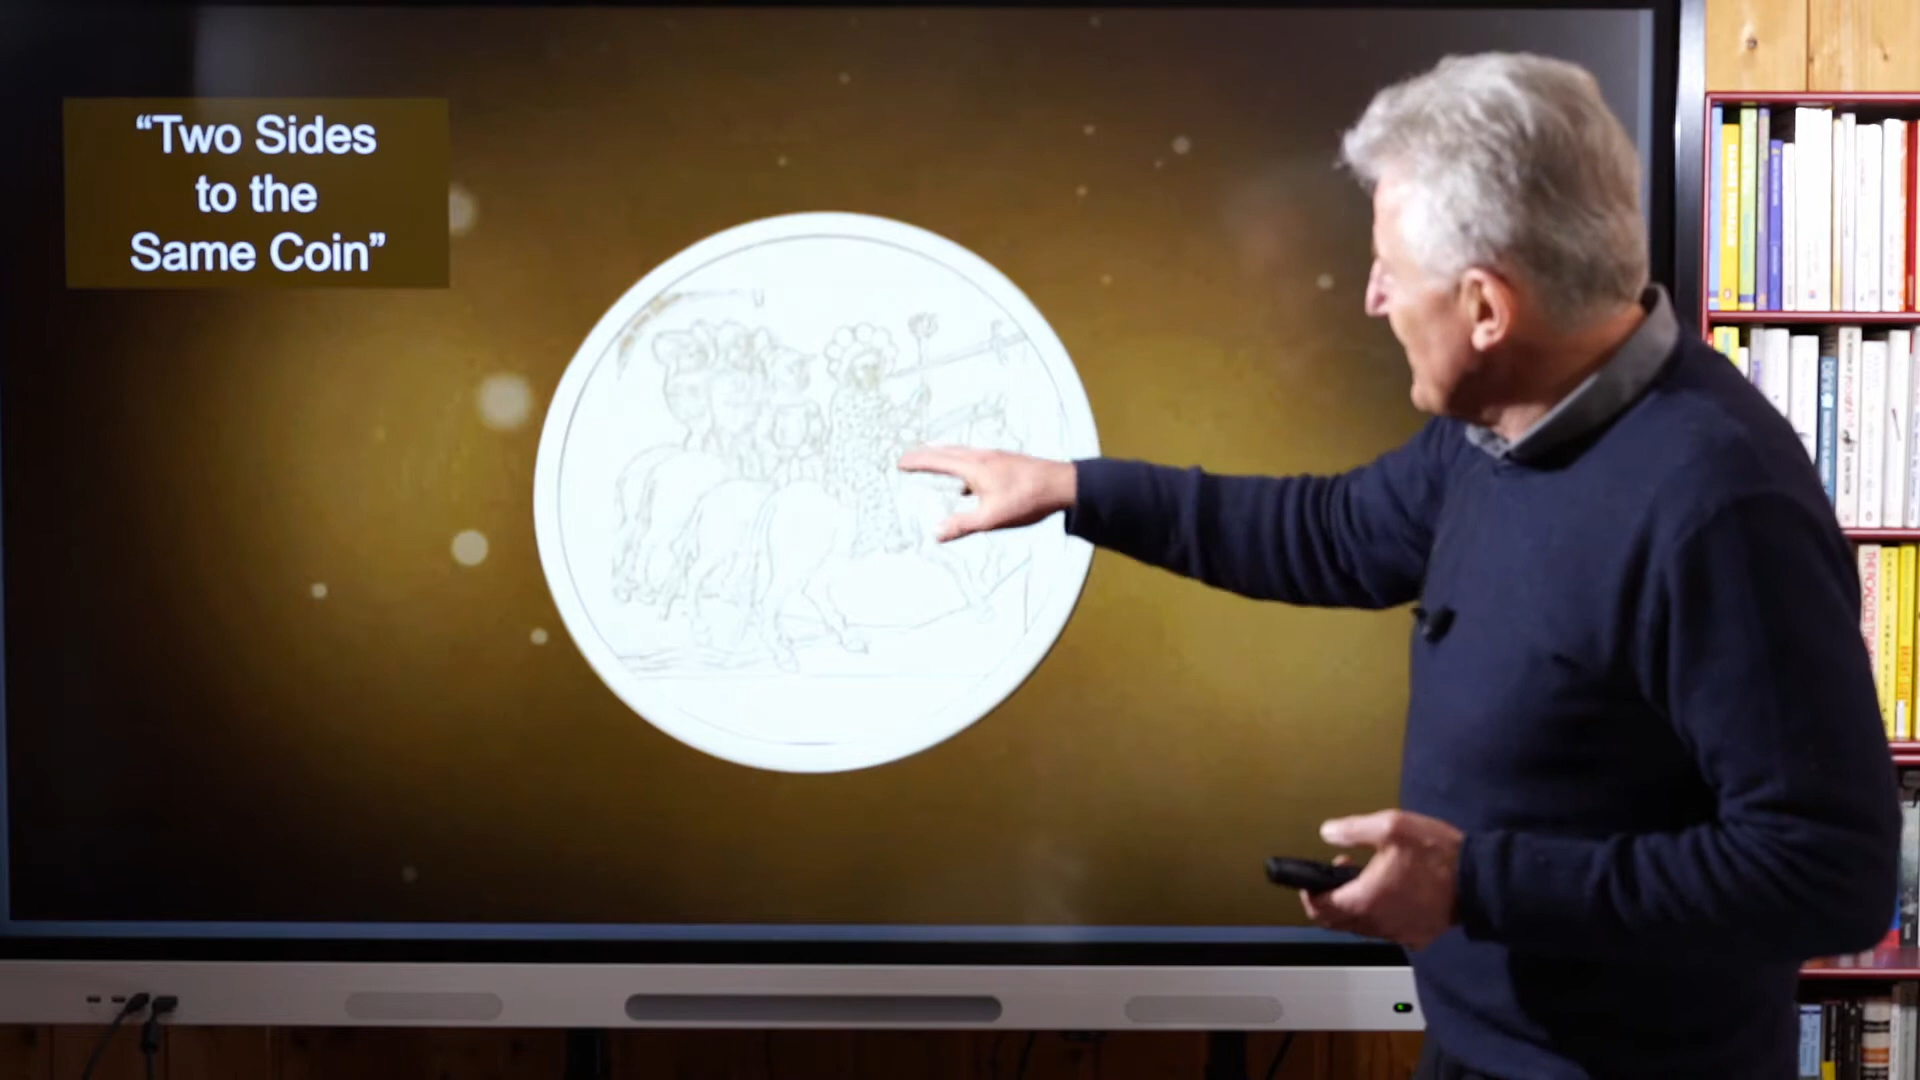 “Two Sides
to the
Same Coin”